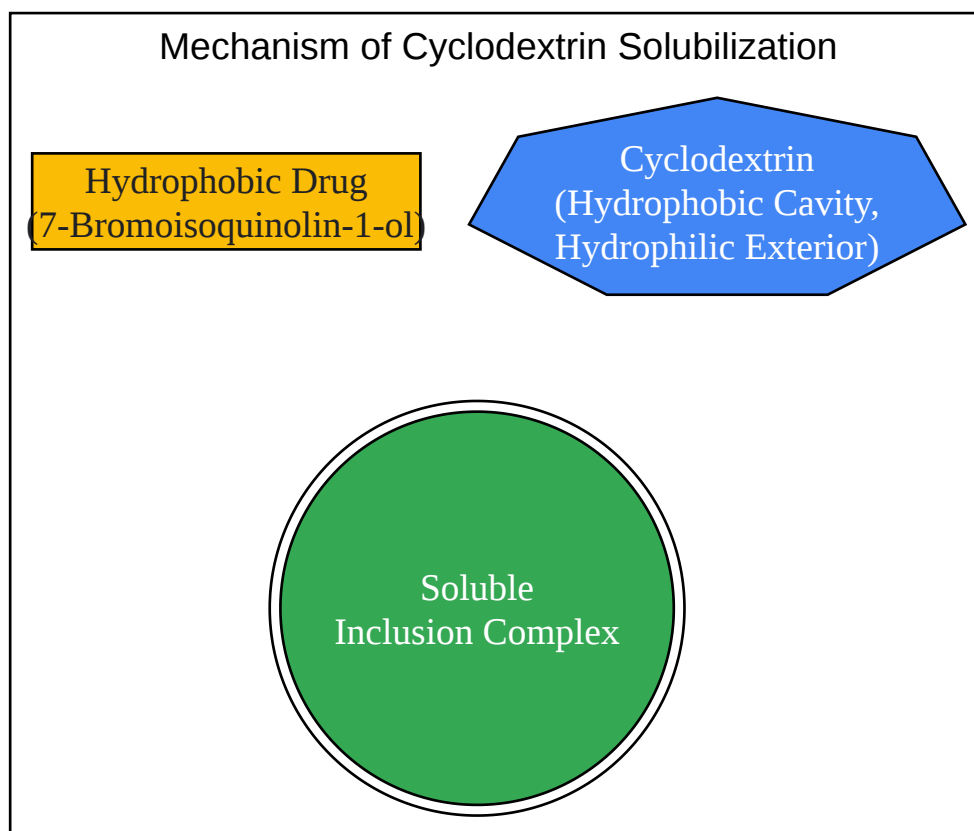 Mechanism of Cyclodextrin Solubilization
Hydrophobic Drug
(7-Bromoisoquinolin-1-ol)
Cyclodextrin
(Hydrophobic Cavity,
Hydrophilic Exterior)
Soluble
Inclusion Complex